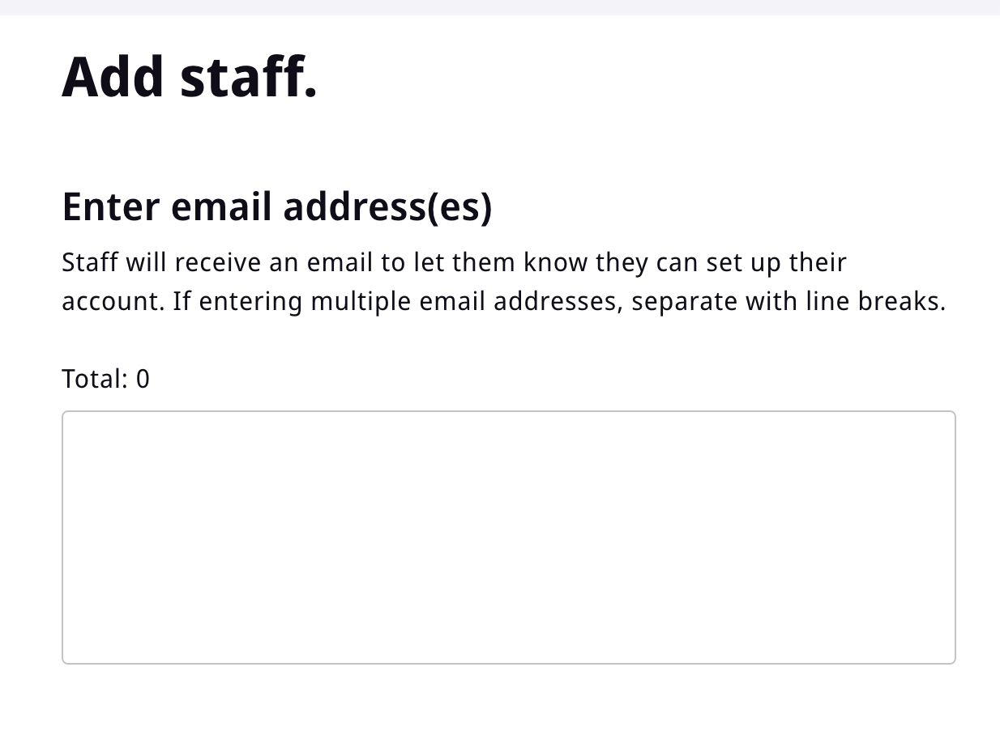 Add staff.
Enter email address(es)
Staff will receive an email to let them know they can set up their
account. If entering multiple email addresses, separate with line breaks.
Total: 0